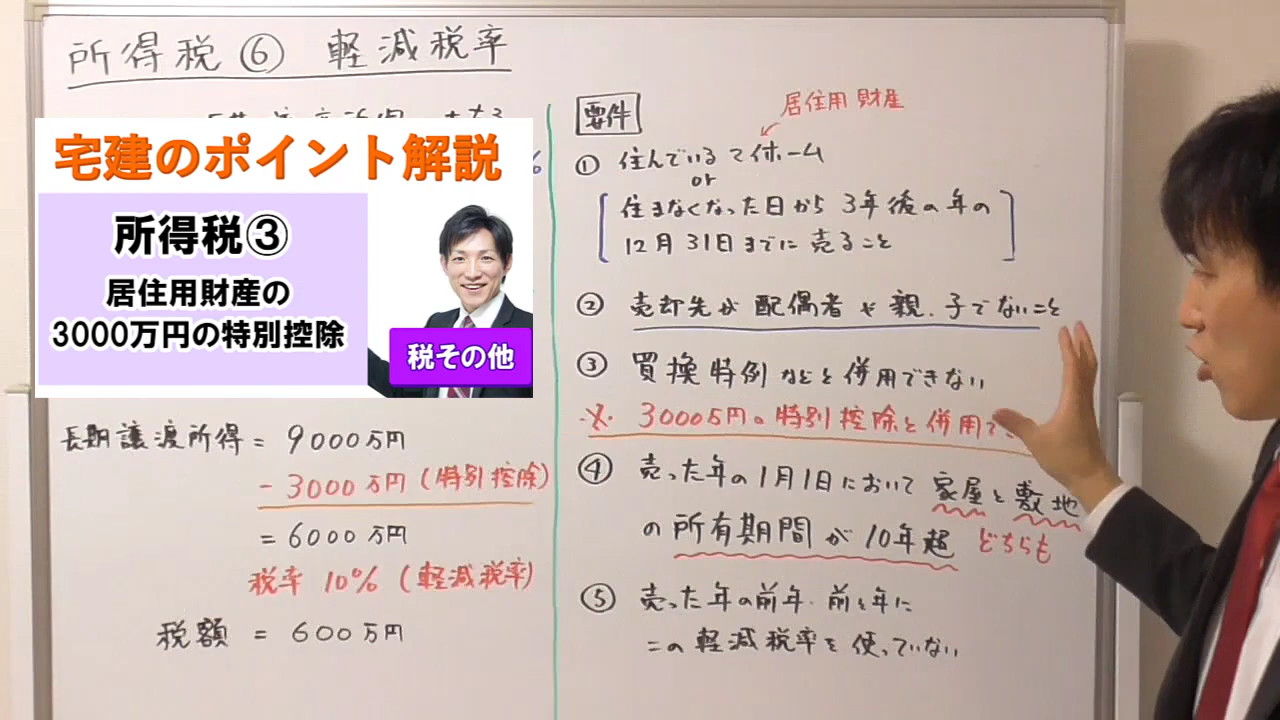 所得税⑥ 軽減税率
宅建のポイント解説
所得税③
居住用財産の
3000万円の特別控除
税その他
%
長期譲渡所得 = 9000万円
- 3000万円 (特別控除)
= 6000万円
税率 10% (軽減税率)
税額 = 600万円
要件
居住用財産
① 住んでいるマイホーム
or
住まなくなった日から 3年後の年の
12月31日までに売ること
② 売却先が配偶者や親、子でないこと
③ 買換特例などと併用できない
※. 3000万円の特別控除と併用で
④ 売った年の1月1日において家屋と敷地
の所有期間が10年超 どちらも
⑤ 売った年の前年・前々年に
この軽減税率を使っていない